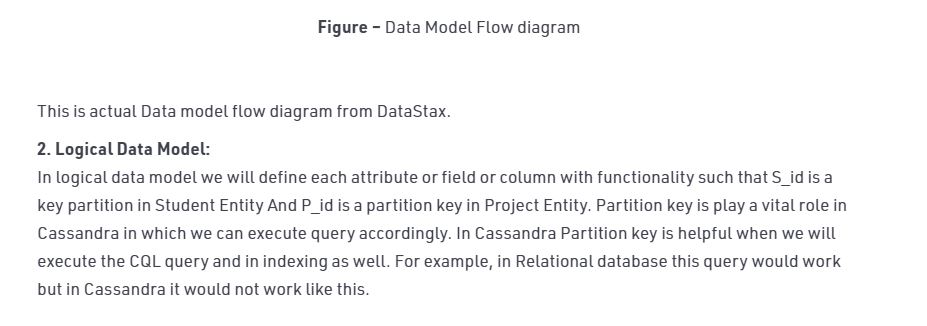 Figure – Data Model Flow diagram
This is actual Data model flow diagram from DataStax.
2. Logical Data Model:
In logical data model we will define each attribute or field or column with functionality such that S_id is a
key partition in Student Entity And P_id is a partition key in Project Entity. Partition key is play a vital role in
Cassandra in which we can execute query accordingly. In Cassandra Partition key is helpful when we will
execute the CQL query and in indexing as well. For example, in Relational database this query would work
but in Cassandra it would not work like this.